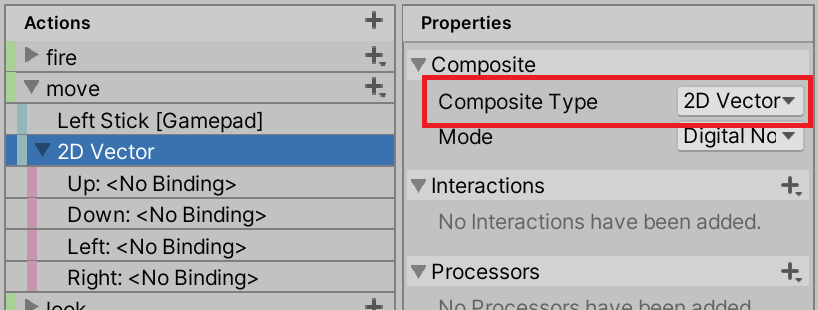 Actions
fire
move
Left Stick [Gamepad]
2D Vector
Up: <No Binding>
Down: <No Binding>
Left: <No Binding>
Right: <No Binding>
look
Properties
Composite
Composite Type 2D Vector
Mode Digital No
Interactions
No Interactions have been added.
Processors
No Processors have been added.